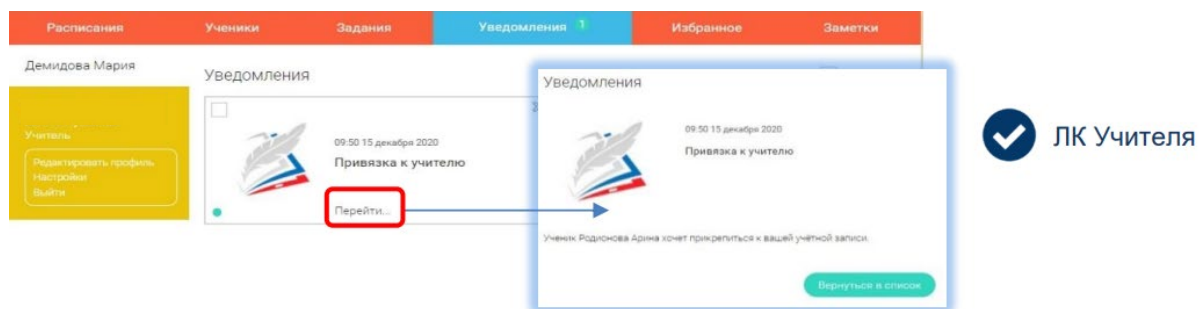 Расписания Ученики Задания Уведомления 1 Избранное Заметки
Демидова Мария
Учитель
Редактировать профиль
Настройки
Выйти
Уведомления
09:50 15 декабря 2020
Привязка к учителю
Перейти...
Уведомления
09:50 15 декабря 2020
Привязка к учителю
Ученик Родионова Арина хочет прикрепиться к вашей учётной записи.
Вернуться в список
ЛК Учителя